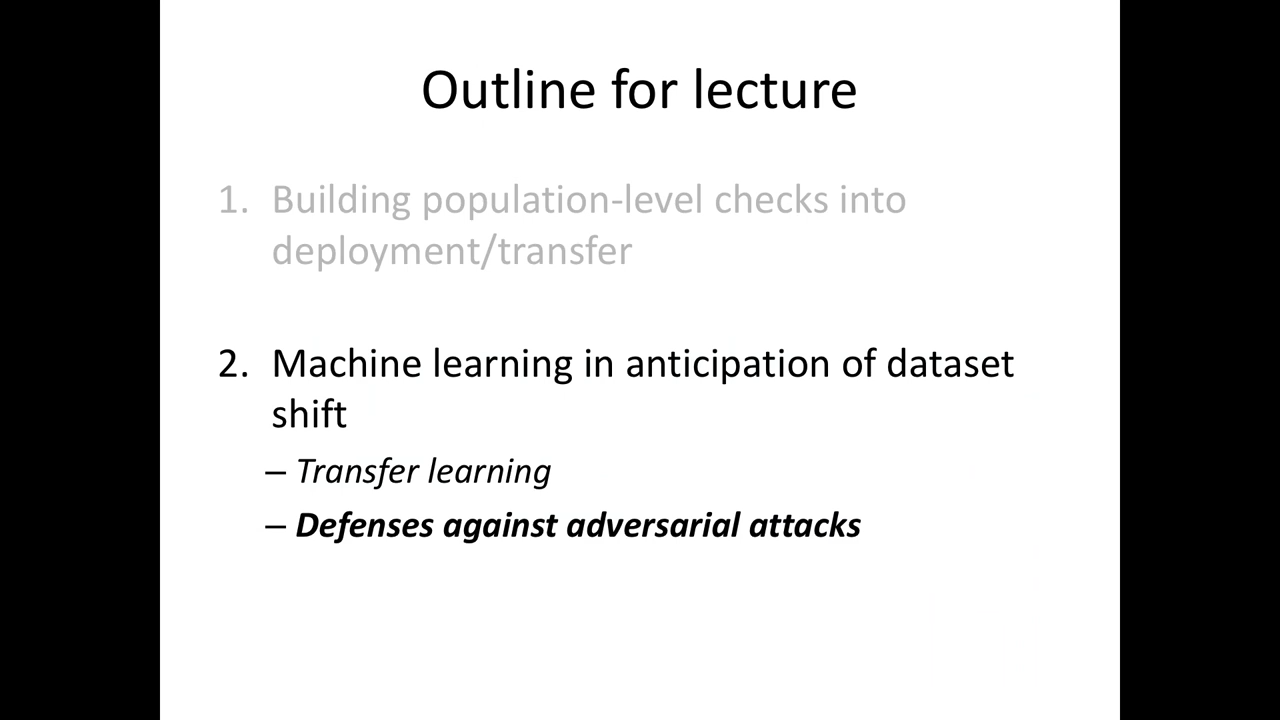 Outline for lecture
1. Building population-level checks into
deployment/transfer
2. Machine learning in anticipation of dataset
shift
– Transfer learning
– Defenses against adversarial attacks